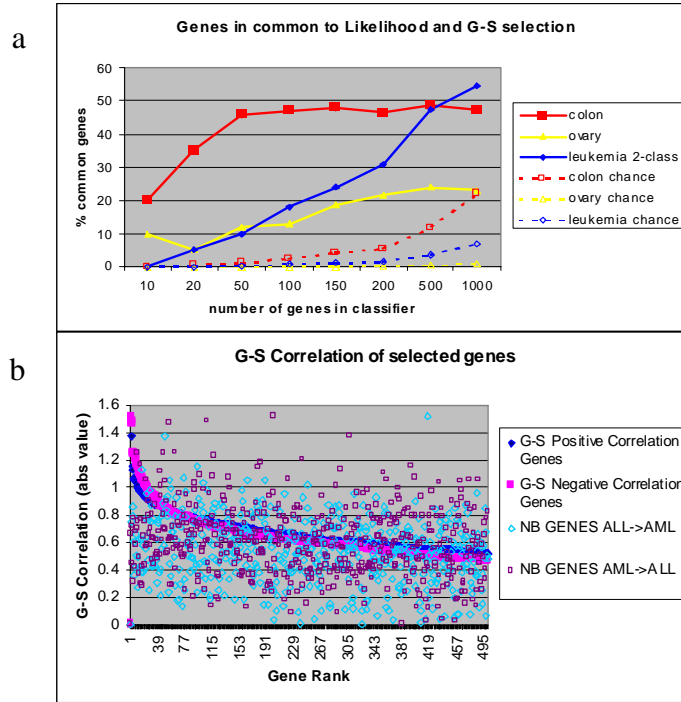 a
Genes in common to Likelihood and G-S selection
60
50
40
30
20
10
0
% common genes
10 20 50 100 150 200 500 1000
number of genes in classifier
colon
ovary
leukemia 2-class
colon chance
ovary chance
leukemia chance
b
G-S Correlation of selected genes
1.6
1.4
1.2
1
0.8
0.6
0.4
0.2
0
G-S Correlation (abs value)
1 39 77 115 153 191 229 267 305 343 381 419 457 495
Gene Rank
G-S Positive Correlation
Genes
G-S Negative Correlation
Genes
NB GENES ALL->AML
NB GENES AML->ALL